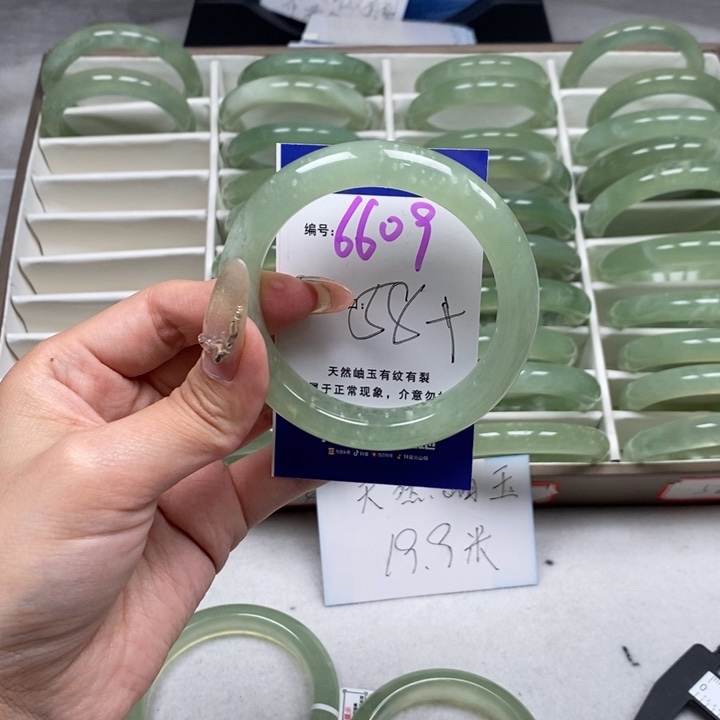 编号:6609
58+
天然岫玉有纹有裂
属于正常现象，介意勿
天然岫玉
19.9米